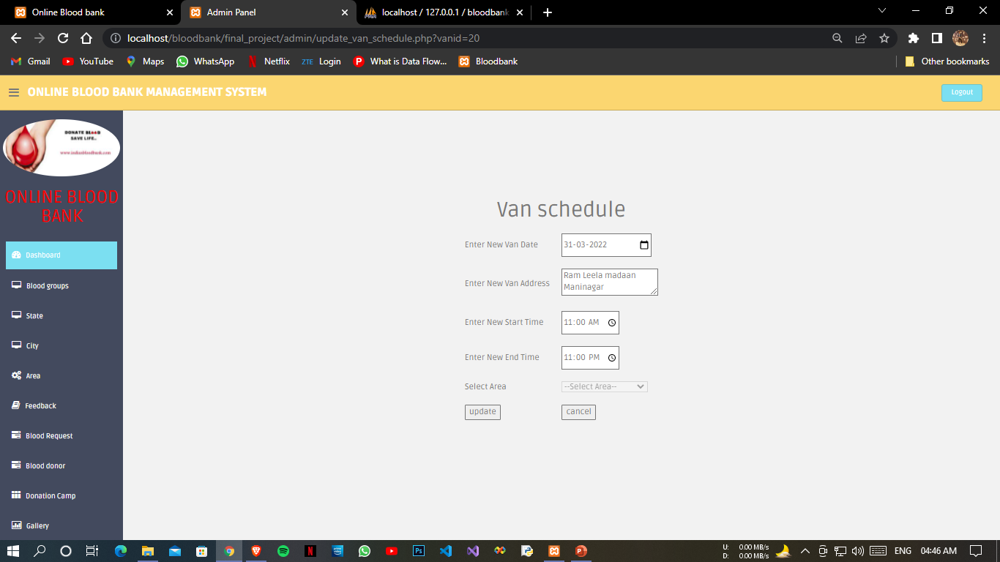 Online Blood bank
Admin Panel
localhost / 127.0.0.1 / bloodbank
localhost/bloodbank/final_project/admin/update_van_schedule.php?vanid=20
Gmail
YouTube
Maps
WhatsApp
Netflix
ZTE Login
What is Data Flow...
Bloodbank
Other bookmarks
ONLINE BLOOD BANK MANAGEMENT SYSTEM
Logout
DONATE BLOOD
SAVE LIFE..
www.indianbloodbank.com
ONLINE BLOOD
BANK
Dashboard
Blood groups
State
City
Area
Feedback
Blood Request
Blood donor
Donation Camp
Gallery
Van schedule
Enter New Van Date 31-03-2022
Enter New Van Address
Ram Leela madaan
Maninagar
Enter New Start Time 11:00 AM
Enter New End Time 11:00 PM
Select Area --Select Area--
update cancel
U: 0.00 MB/s
D: 0.00 MB/s
ENG 04:46 AM